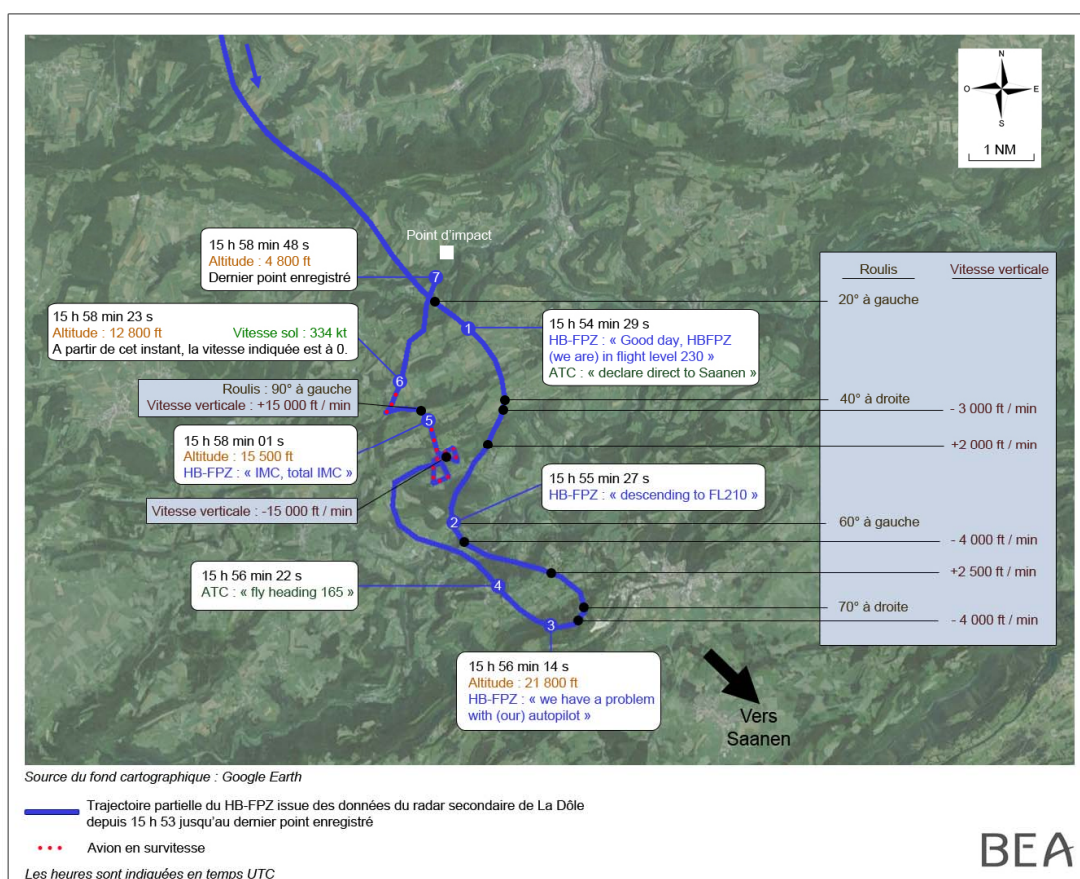 N
O
E
S
1 NM
Point d'impact
15 h 58 min 48 s
Altitude : 4 800 ft
Dernier point enregistré
7
1
15 h 58 min 23 s
Altitude : 12 800 ft
Vitesse sol : 334 kt
A partir de cet instant, la vitesse indiquée est à 0.
15 h 54 min 29 s
HB-FPZ : « Good day, HBFPZ
(we are) in flight level 230 »
ATC : « declare direct to Saanen »
6
Roulis : 90° à gauche
Vitesse verticale : +15 000 ft / min
5
15 h 58 min 01 s
Altitude : 15 500 ft
HB-FPZ : « IMC, total IMC »
Vitesse verticale : -15 000 ft / min
15 h 55 min 27 s
HB-FPZ : « descending to FL210 »
2
15 h 56 min 22 s
ATC : « fly heading 165 »
4
3
15 h 56 min 14 s
Altitude : 21 800 ft
HB-FPZ : « we have a problem
with (our) autopilot »
Vers
Saanen
Roulis
Vitesse verticale
20° à gauche
40° à droite
- 3 000 ft / min
+2 000 ft / min
60° à gauche
- 4 000 ft / min
+2 500 ft / min
70° à droite
- 4 000 ft / min
Source du fond cartographique : Google Earth
Trajectoire partielle du HB-FPZ issue des données du radar secondaire de La Dôle
depuis 15 h 53 jusqu'au dernier point enregistré
Avion en survitesse
Les heures sont indiquées en temps UTC
BEA